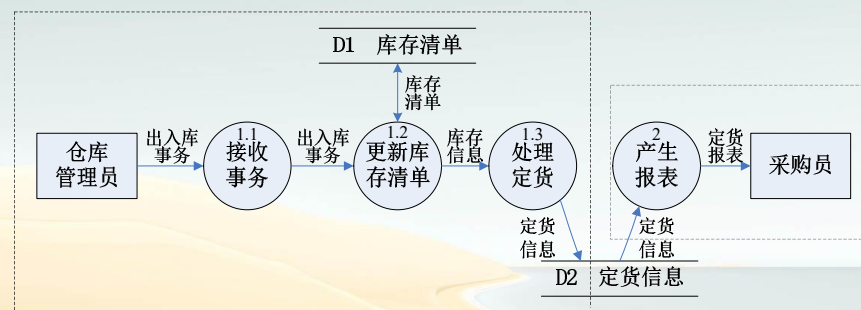 D1 库存清单
库存
清单
仓库
管理员
出入库
事务
1.1
接收
事务
出入库
事务
1.2
更新库
存清单
库存
信息
1.3
处理
定货
2
产生
报表
定货
报表
采购员
定货
信息
定货
信息
D2 定货信息